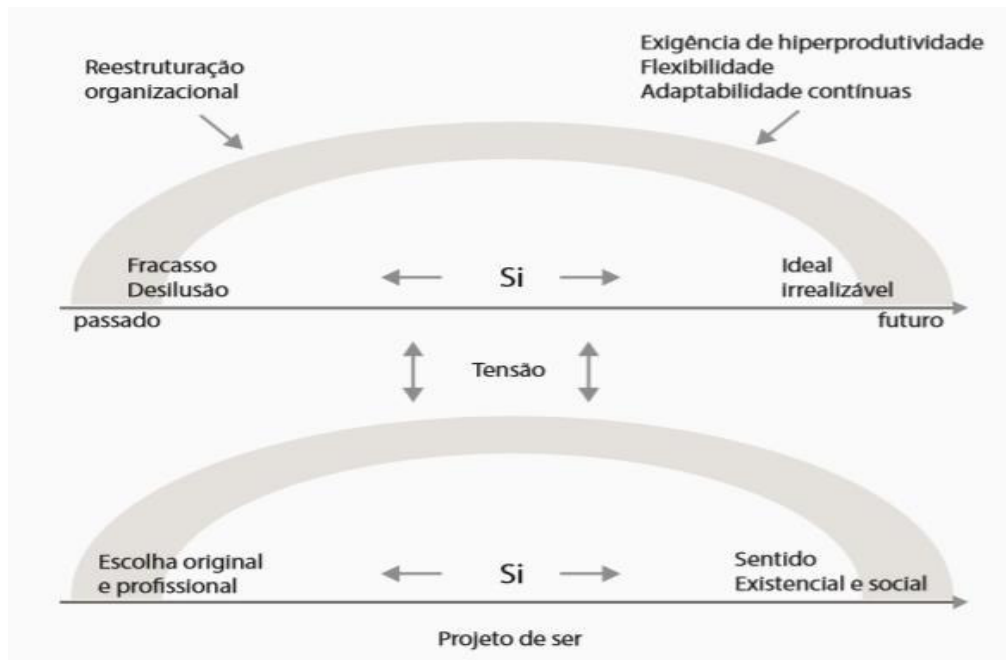 Reestruturação
organizacional
Exigência de hiperprodutividade
Flexibilidade
Adaptabilidade contínuas
Fracasso
Desilusão
Si
Ideal
irrealizável
passado
futuro
Tensão
Escolha original
e profissional
Si
Sentido
Existencial e social
Projeto de ser